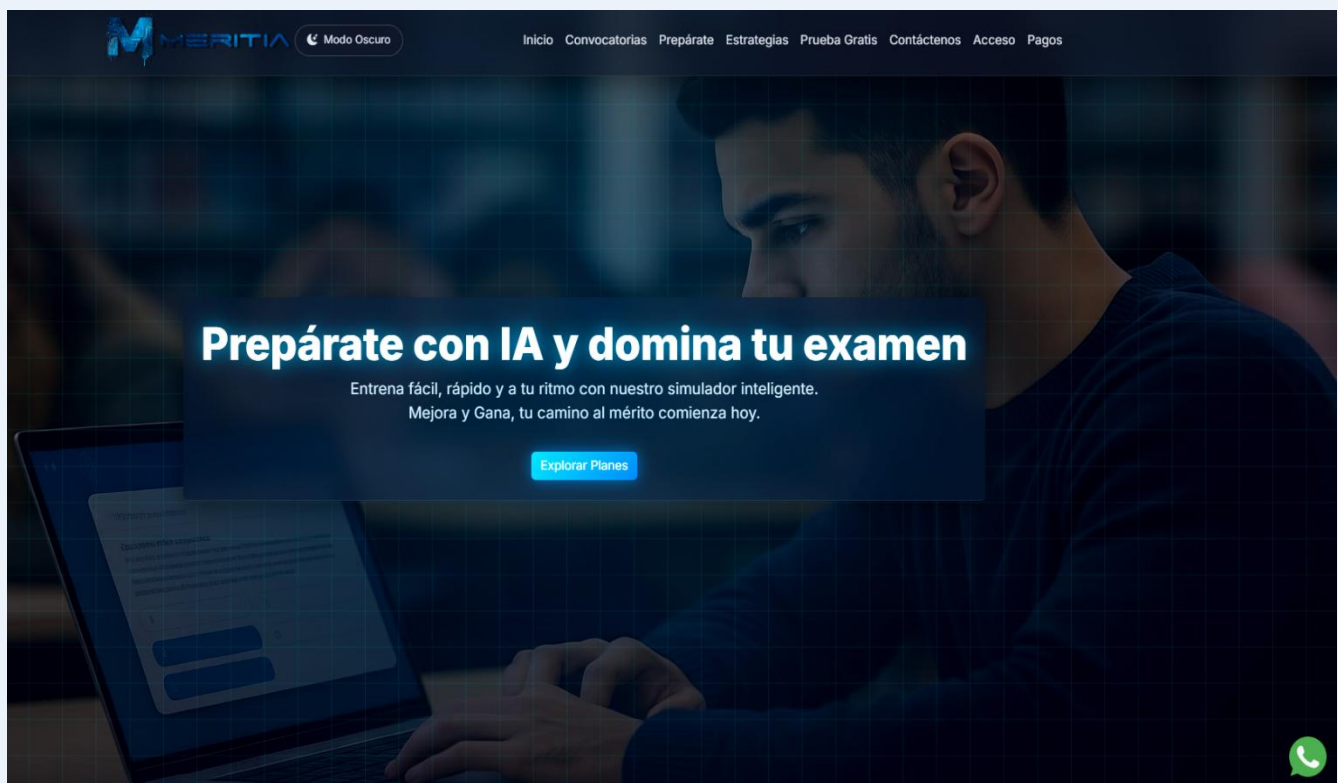 MERITIA
Modo Oscuro
Inicio Convocatorias Prepárate Estrategias Prueba Gratis Contáctenos Acceso Pagos
Prepárate con IA y domina tu examen
Entrena fácil, rápido y a tu ritmo con nuestro simulador inteligente.
Mejora y Gana, tu camino al mérito comienza hoy.
Explorar Planes